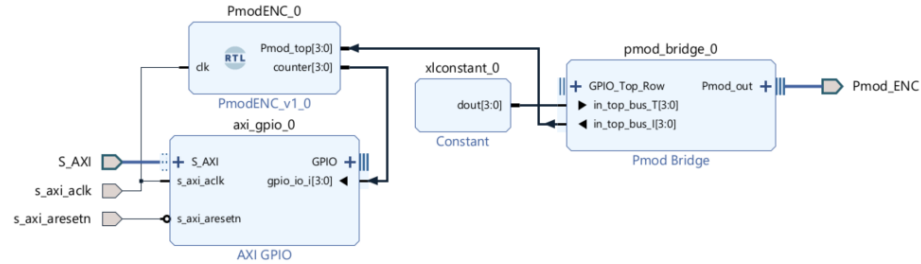 PmodENC_0
Pmod_top[3:0]
clk
RTL
counter[3:0]
PmodENC_v1_0
axi_gpio_0
S_AXI
S_AXI
GPIO
s_axi_aclk
s_axi_aclk
gpio_io_i[3:0]
s_axi_aresetn
s_axi_aresetn
AXI GPIO
xlconstant_0
dout[3:0]
Constant
pmod_bridge_0
GPIO_Top_Row
Pmod_out
in_top_bus_T[3:0]
in_top_bus_I[3:0]
Pmod Bridge
Pmod_ENC